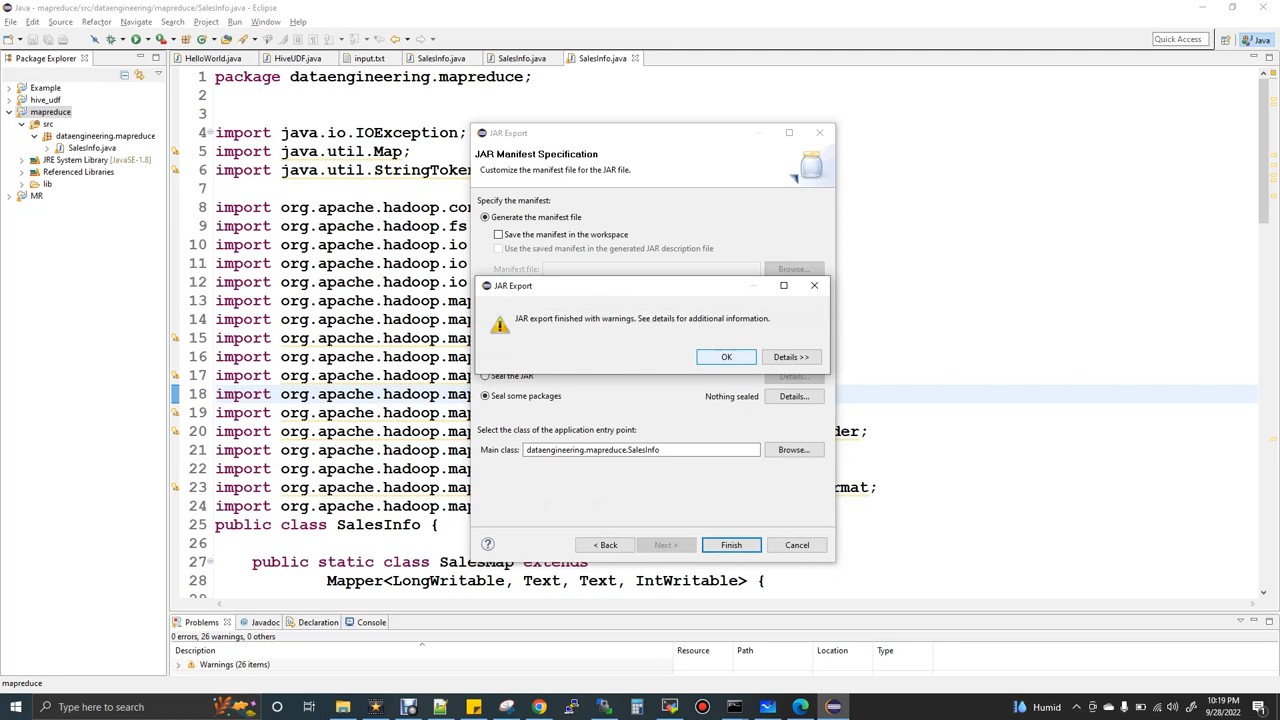 Java - mapreduce/src/dataengineering/mapreduce/SalesInfo.java - Eclipse
File Edit Source Refactor Navigate Search Project Run Window Help
Quick Access
Java
Package Explorer
HelloWorld.java
HiveUDF.java
input.txt
SalesInfo.java
SalesInfo.java
SalesInfo.java
Example
hive_udf
mapreduce
src
dataengineering.mapreduce
SalesInfo.java
JRE System Library [JavaSE-1.8]
Referenced Libraries
lib
MR
1 package dataengineering.mapreduce;
2
3
4 import java.io.IOException;
5 import java.util.Map;
6 import java.util.StringToken
7
8 import org.apache.hadoop.con
9 import org.apache.hadoop.fs
10 import org.apache.hadoop.io
11 import org.apache.hadoop.io
12 import org.apache.hadoop.io
13 import org.apache.hadoop.map
14 import org.apache.hadoop.map
15 import org.apache.hadoop.map
16 import org.apache.hadoop.map
17 import org.apache.hadoop.map
18 import org.apache.hadoop.map
19 import org.apache.hadoop.map
20 import org.apache.hadoop.map der;
21 import org.apache.hadoop.map
22 import org.apache.hadoop.map
23 import org.apache.hadoop.map rmat;
24 import org.apache.hadoop.map
25 public class SalesInfo {
26
27 public static class SalesMap extends
28 Mapper<LongWritable, Text, Text, IntWritable> {
JAR Export
JAR Manifest Specification
Customize the manifest file for the JAR file.
Specify the manifest:
Generate the manifest file
Save the manifest in the workspace
Use the saved manifest in the generated JAR description file
Manifest file: Browse...
JAR Export
JAR export finished with warnings. See details for additional information.
OK Details >>
Seal the JAR Details...
Seal some packages Nothing sealed Details...
Select the class of the application entry point:
Main class: dataengineering.mapreduce.SalesInfo Browse...
< Back Next > Finish Cancel
Problems Javadoc Declaration Console
0 errors, 26 warnings, 0 others
Description Resource Path Location Type
Warnings (26 items)
mapreduce
Type here to search
Humid
10:19 PM
9/28/2022